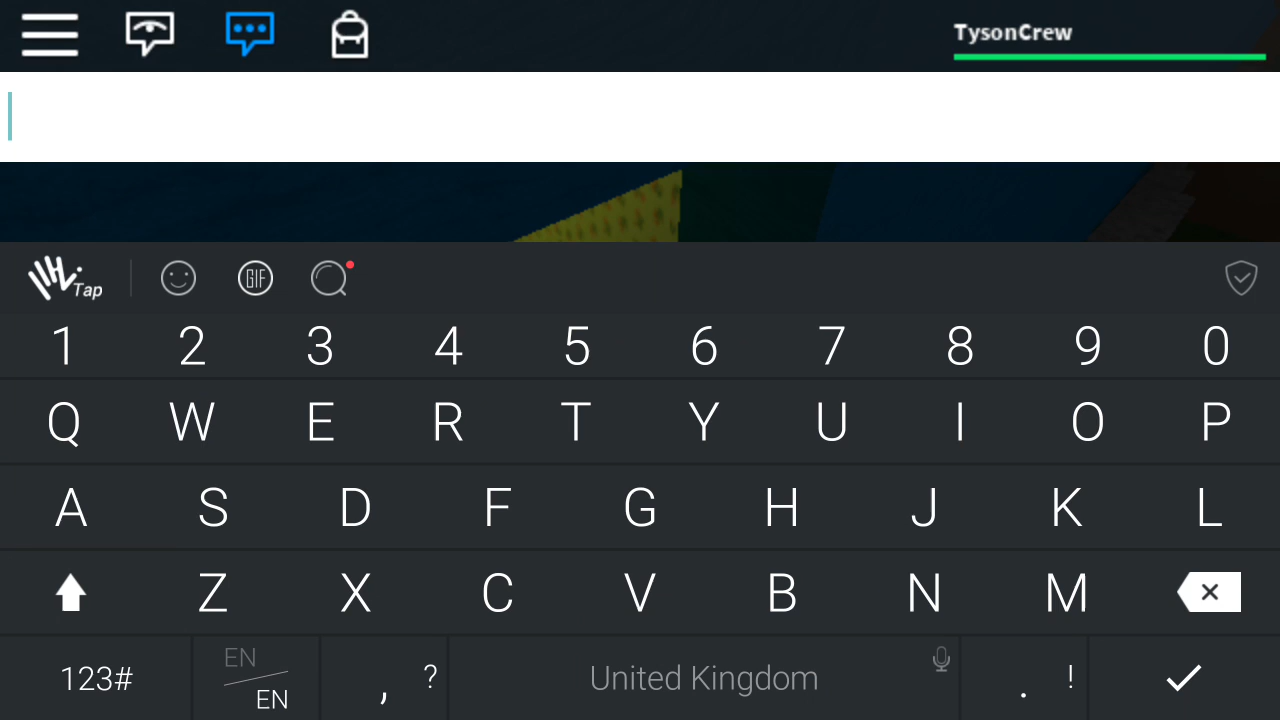 TysonCrew
Tap GIF
1 2 3 4 5 6 7 8 9 0
Q W E R T Y U I O P
A S D F G H J K L
Z X C V B N M
123# EN EN , ? United Kingdom . !